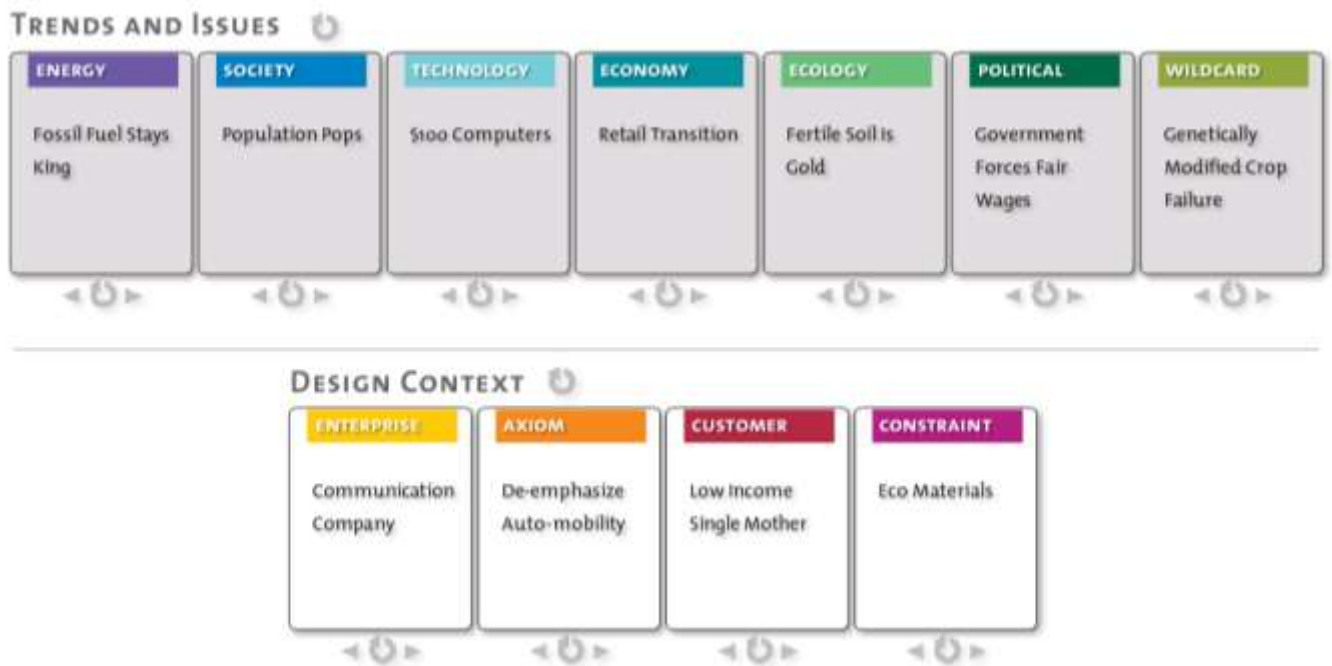 TRENDS AND ISSUES
ENERGY
Fossil Fuel Stays
King
SOCIETY
Population Pops
TECHNOLOGY
$100 Computers
ECONOMY
Retail Transition
ECOLOGY
Fertile Soil is
Gold
POLITICAL
Government
Forces Fair
Wages
WILDCARD
Genetically
Modified Crop
Failure
DESIGN CONTEXT
ENTERPRISE
Communication
Company
AXIOM
De-emphasize
Auto-mobility
CUSTOMER
Low Income
Single Mother
CONSTRAINT
Eco Materials